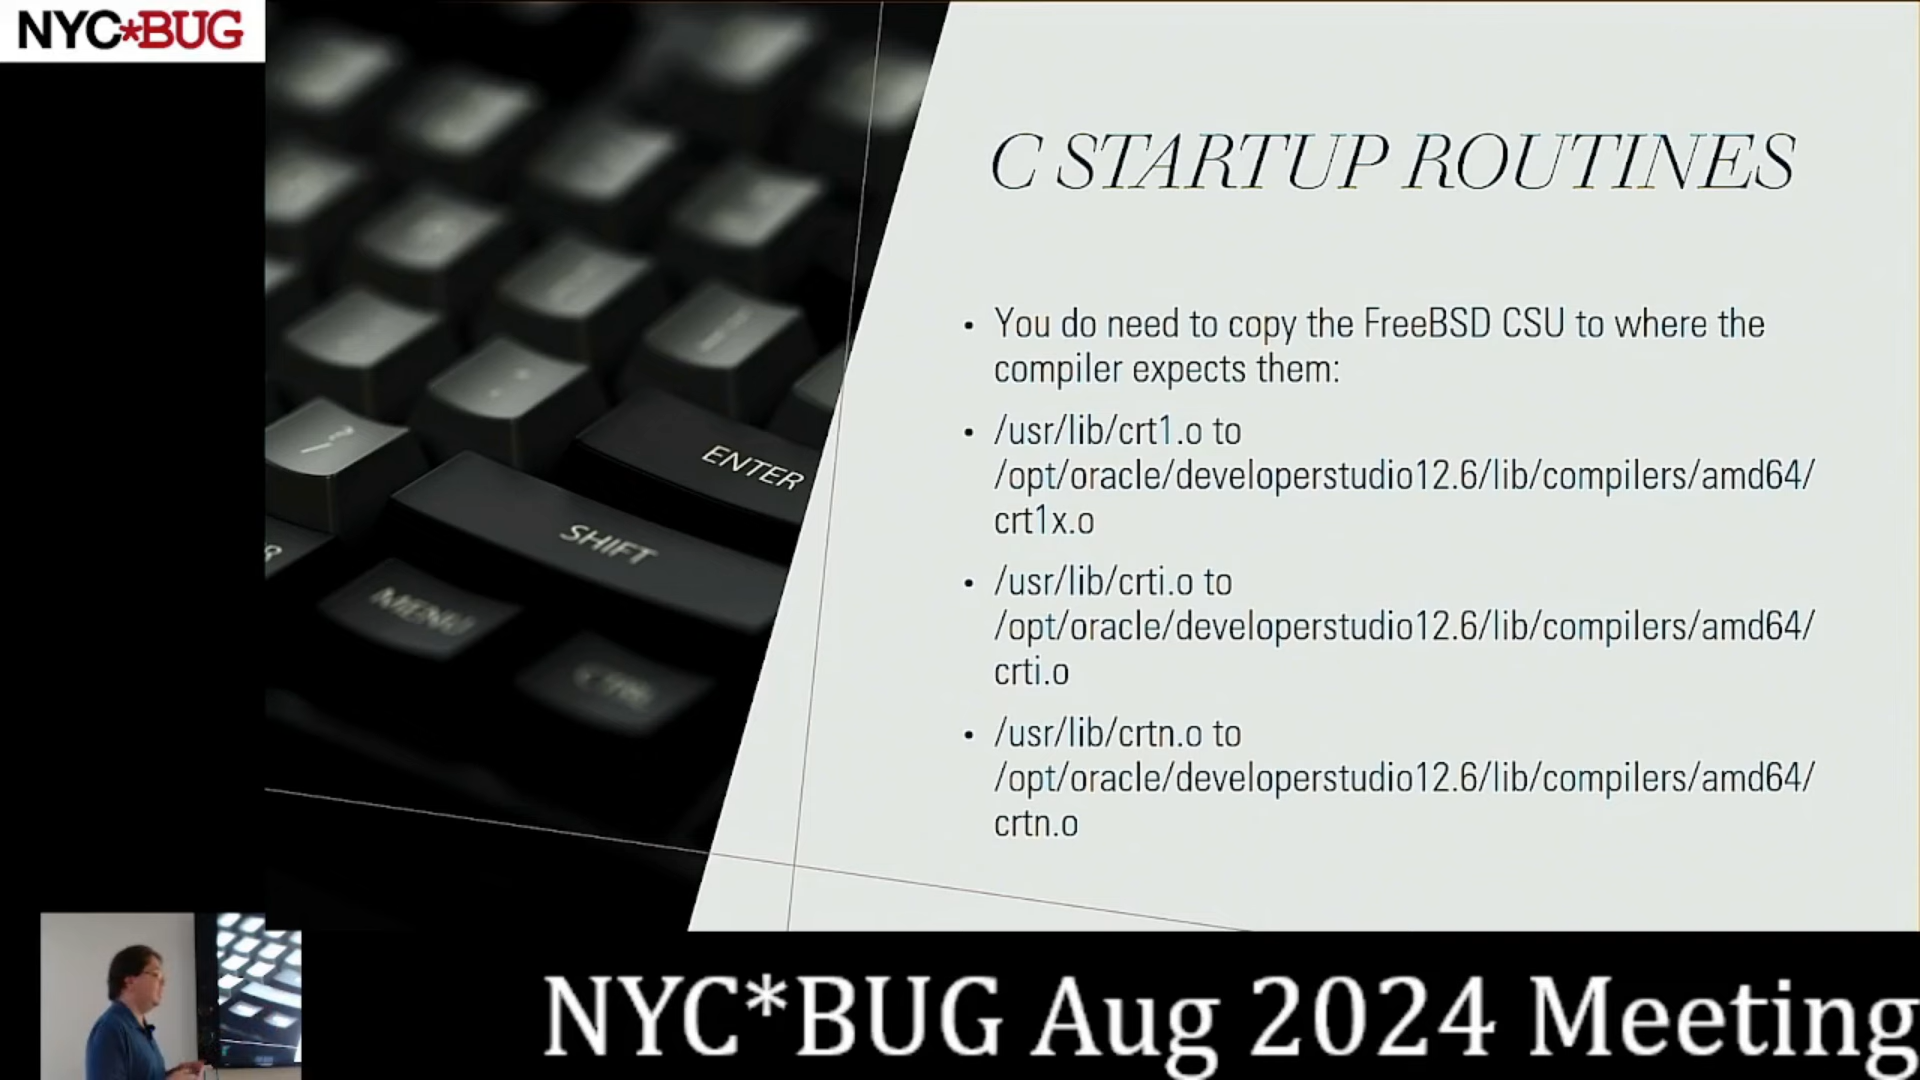 NYC*BUG
C STARTUP ROUTINES
• You do need to copy the FreeBSD CSU to where the
compiler expects them:
• /usr/lib/crt1.o to
/opt/oracle/developerstudio12.6/lib/compilers/amd64/
crt1x.o
• /usr/lib/crti.o to
/opt/oracle/developerstudio12.6/lib/compilers/amd64/
crti.o
• /usr/lib/crtn.o to
/opt/oracle/developerstudio12.6/lib/compilers/amd64/
crtn.o
ENTER
SHIFT
MENU
NYC*BUG Aug 2024 Meeting